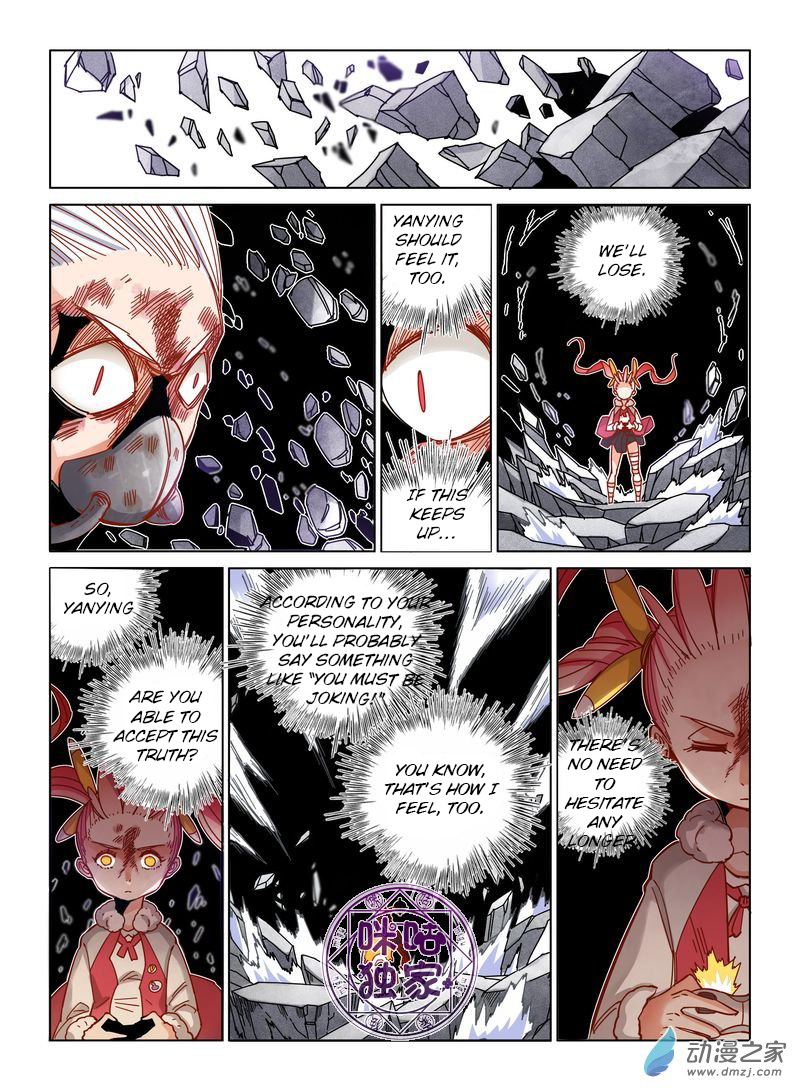 YANYING
SHOULD
FEEL IT,
TOO.
IF THIS
KEEPS
UP...
WE'LL
LOSE.
SO,
YANYING
ARE YOU
ABLE TO
ACCEPT THIS
TRUTH?
ACCORDING TO YOUR
PERSONALITY,
YOU'LL PROBABLY
SAY SOMETHING
LIKE "YOU MUST BE
JOKING!"
YOU KNOW,
THAT'S HOW I
FEEL, TOO.
THERE'S
NO NEED
TO
HESITATE
ANY
LONGER.
咪咕
独家
动漫之家
www.dmzj.com